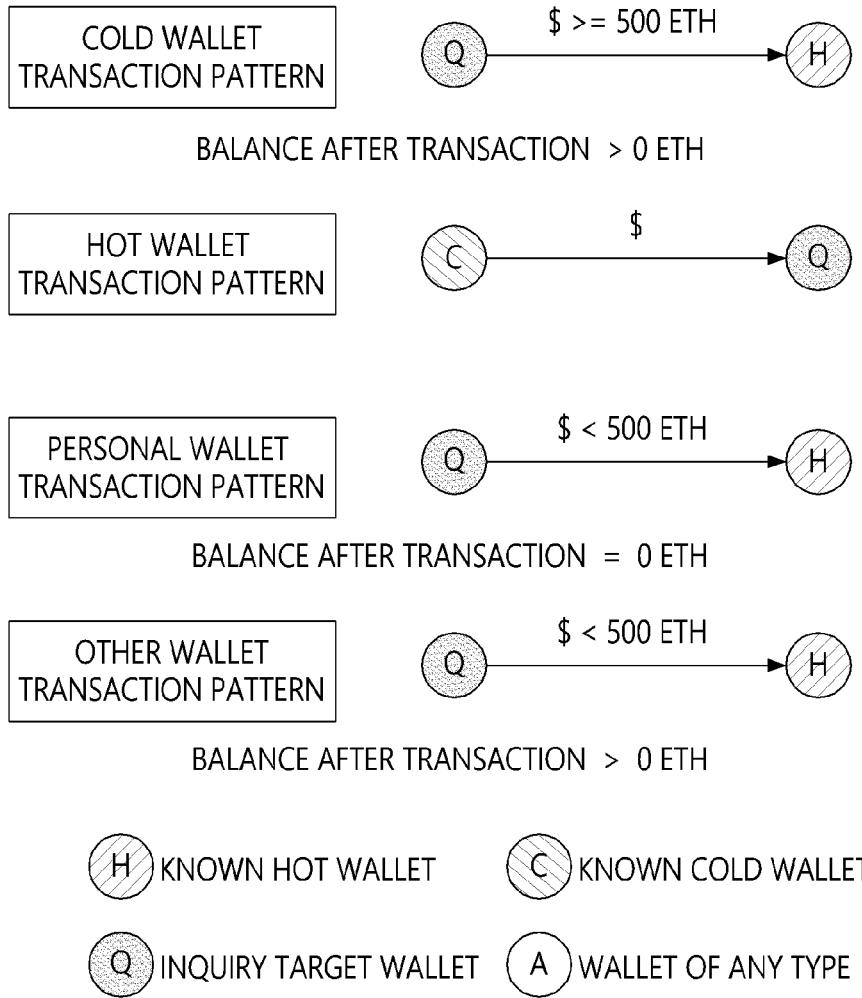 COLD WALLET
TRANSACTION PATTERN
$ >= 500 ETH
Q
H
BALANCE AFTER TRANSACTION > 0 ETH
HOT WALLET
TRANSACTION PATTERN
$
C
Q
PERSONAL WALLET
TRANSACTION PATTERN
$ < 500 ETH
Q
H
BALANCE AFTER TRANSACTION = 0 ETH
OTHER WALLET
TRANSACTION PATTERN
$ < 500 ETH
Q
H
BALANCE AFTER TRANSACTION > 0 ETH
H KNOWN HOT WALLET
C KNOWN COLD WALLET
Q INQUIRY TARGET WALLET
A WALLET OF ANY TYPE